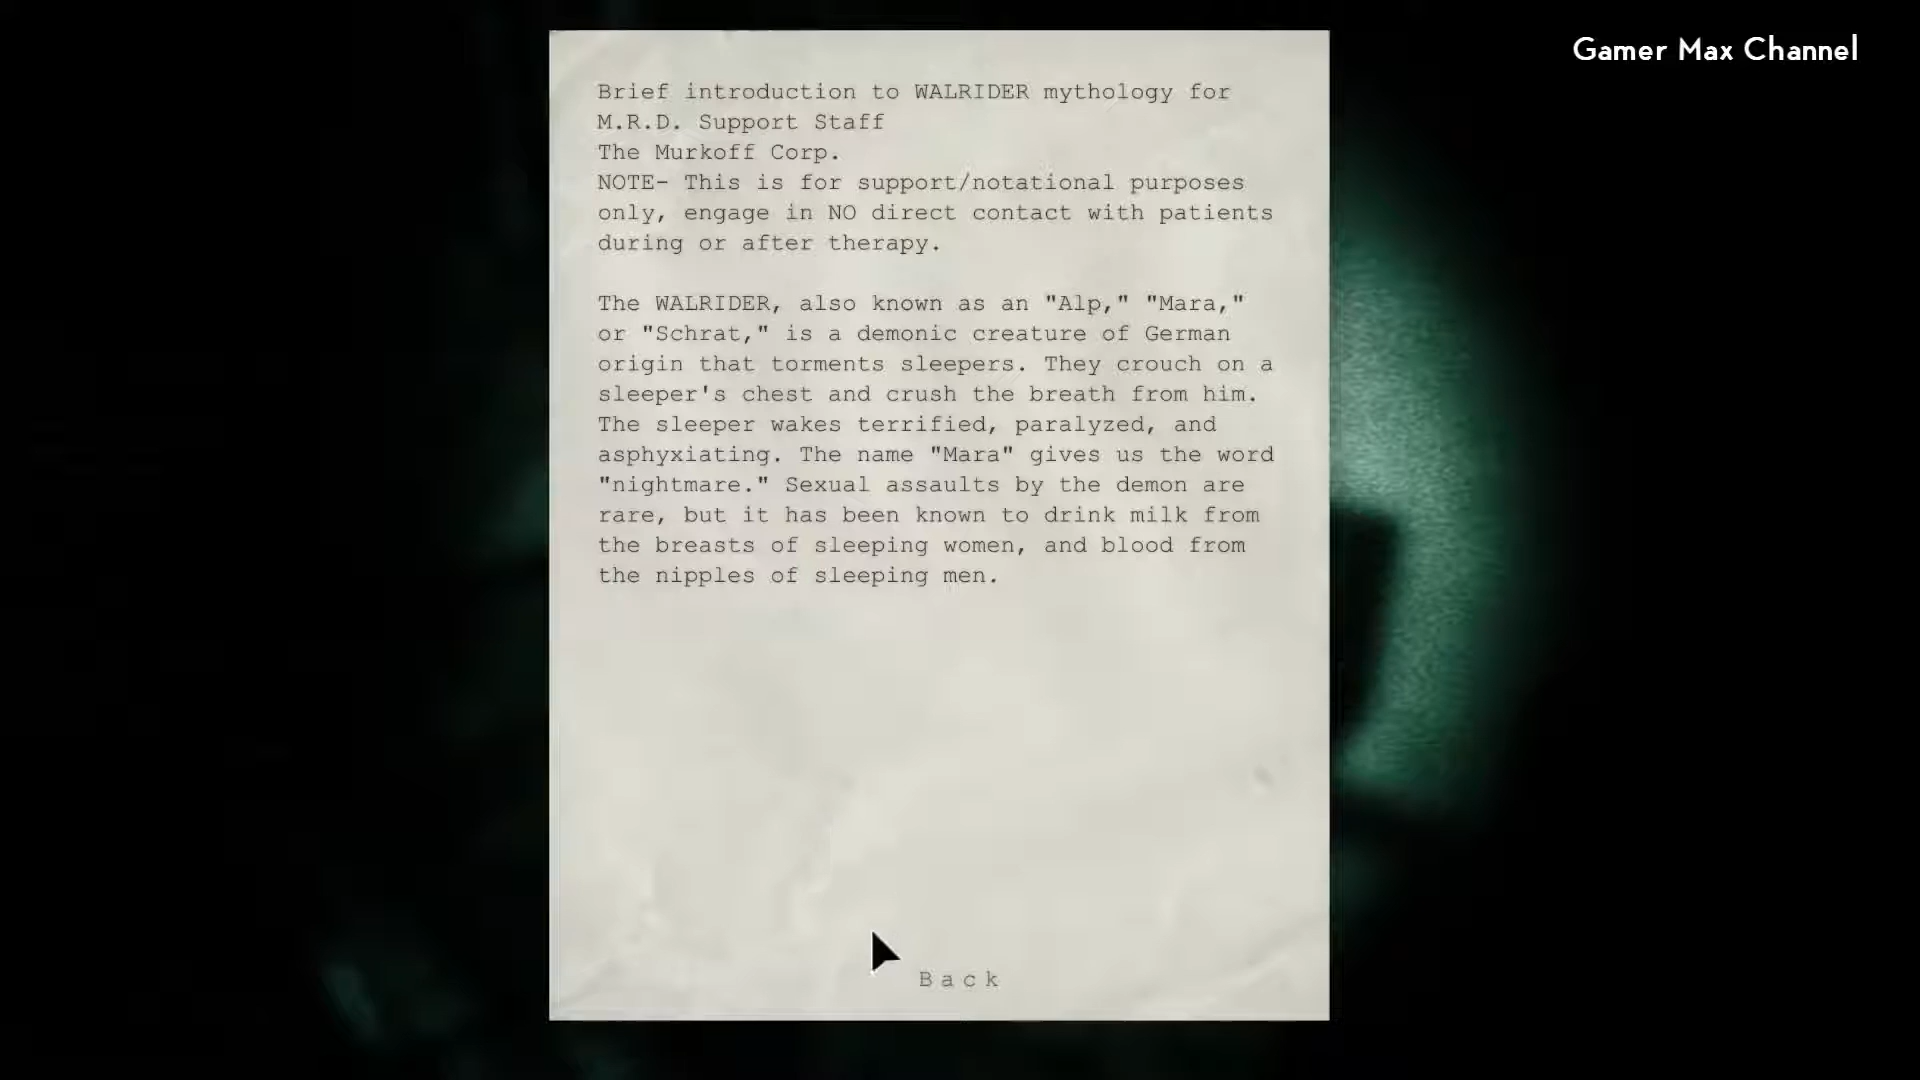 Gamer Max Channel
Brief introduction to WALRIDER mythology for
M.R.D. Support Staff
The Murkoff Corp.
NOTE- This is for support/notational purposes
only, engage in NO direct contact with patients
during or after therapy.
The WALRIDER, also known as an "Alp," "Mara,"
or "Schrat," is a demonic creature of German
origin that torments sleepers. They crouch on a
sleeper's chest and crush the breath from him.
The sleeper wakes terrified, paralyzed, and
asphyxiating. The name "Mara" gives us the word
"nightmare." Sexual assaults by the demon are
rare, but it has been known to drink milk from
the breasts of sleeping women, and blood from
the nipples of sleeping men.
Back